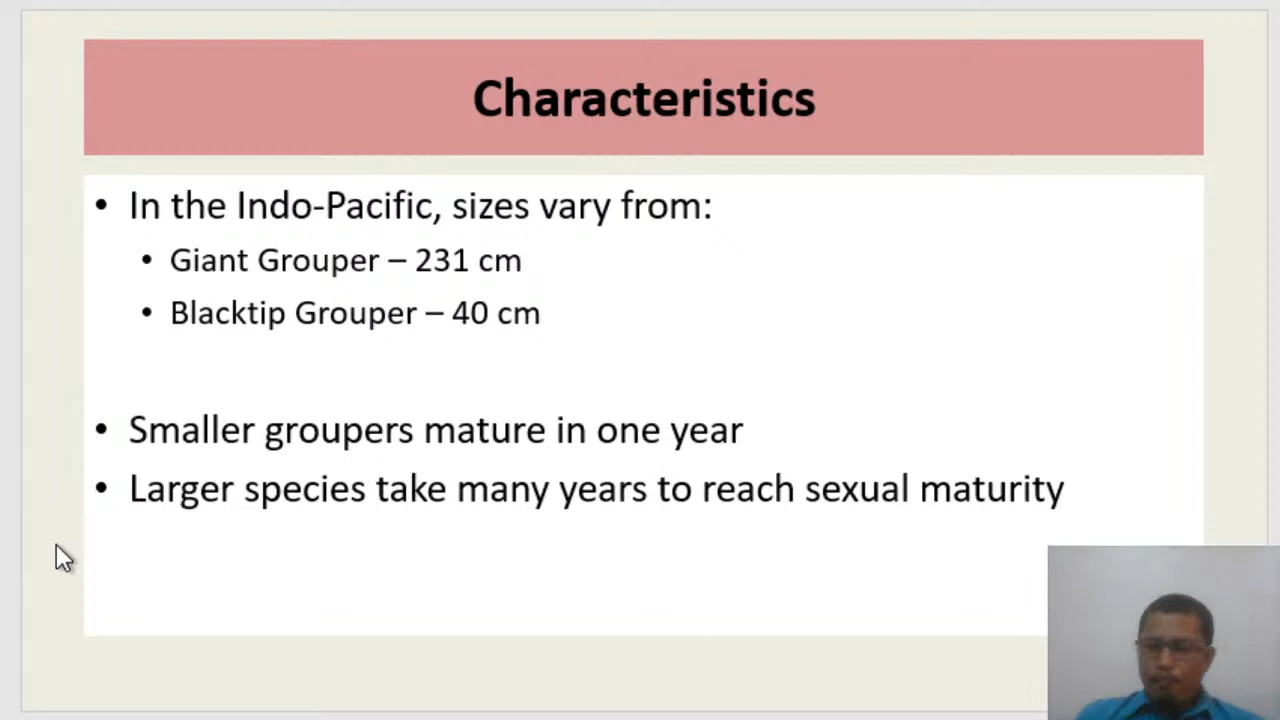 Characteristics
• In the Indo-Pacific, sizes vary from:
• Giant Grouper – 231 cm
• Blacktip Grouper – 40 cm
• Smaller groupers mature in one year
• Larger species take many years to reach sexual maturity